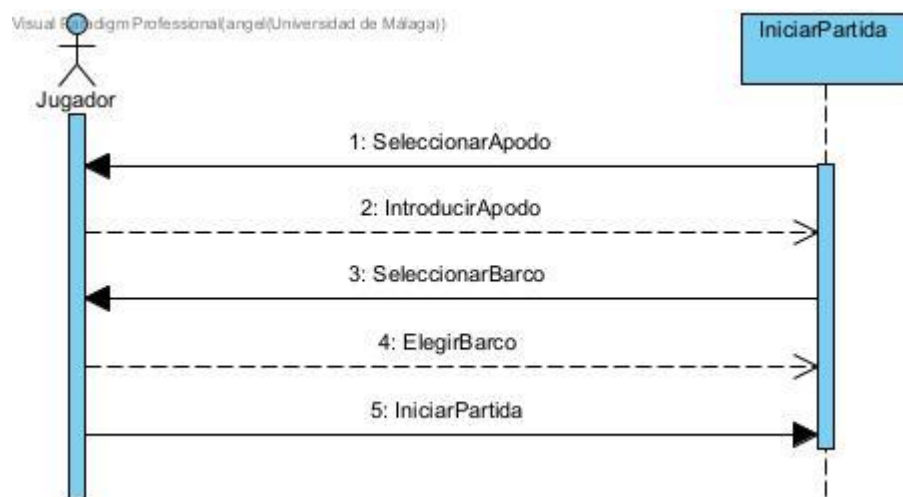 Visual Paradigm Professional(angel(Universidad de Málaga))
IniciarPartida
Jugador
1: SeleccionarApodo
2: IntroducirApodo
3: SeleccionarBarco
4: ElegirBarco
5: IniciarPartida